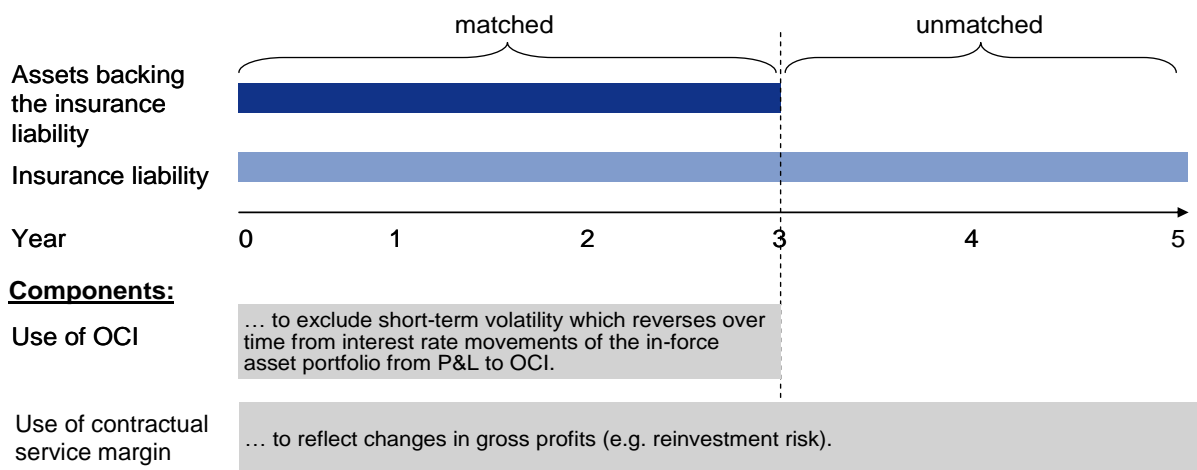 matched
unmatched
Assets backing
the insurance
liability
Insurance liability
Year
0 1 2 3 4 5
Components:
Use of OCI
… to exclude short-term volatility which reverses over
time from interest rate movements of the in-force
asset portfolio from P&L to OCI.
Use of contractual
service margin
… to reflect changes in gross profits (e.g. reinvestment risk).